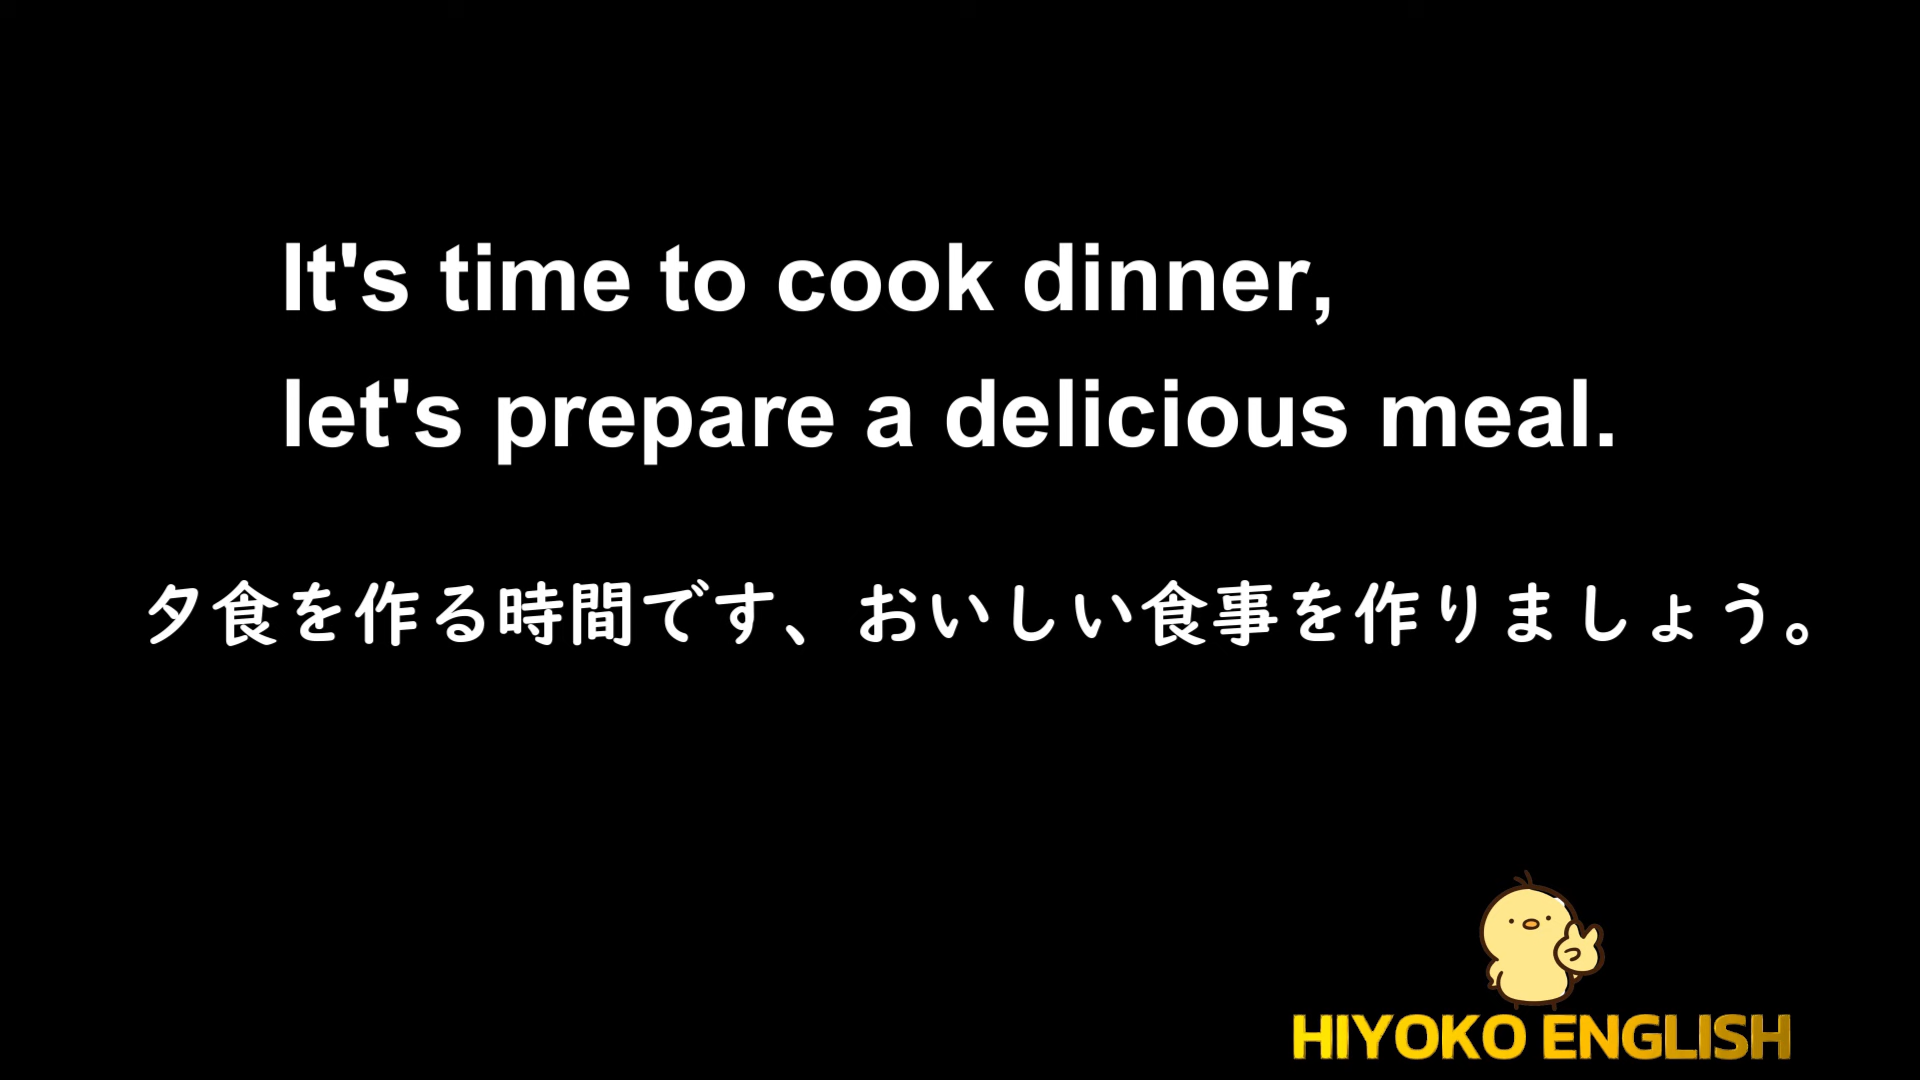 It's time to cook dinner,
let's prepare a delicious meal.
夕食を作る時間です、おいしい食事を作りましょう。
HIYOKO ENGLISH